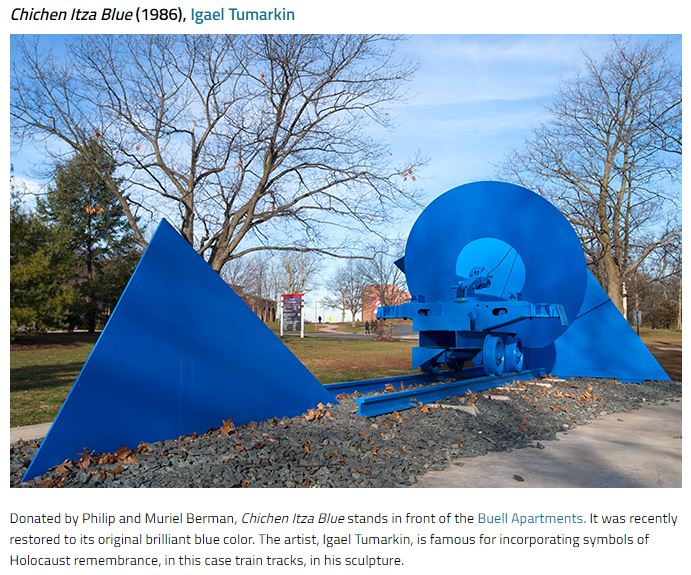 Chichen Itza Blue (1986), Igael Tumarkin
Donated by Philip and Muriel Berman, Chichen Itza Blue stands in front of the Buell Apartments. It was recently
restored to its original brilliant blue color. The artist, Igael Tumarkin, is famous for incorporating symbols of
Holocaust remembrance, in this case train tracks, in his sculpture.